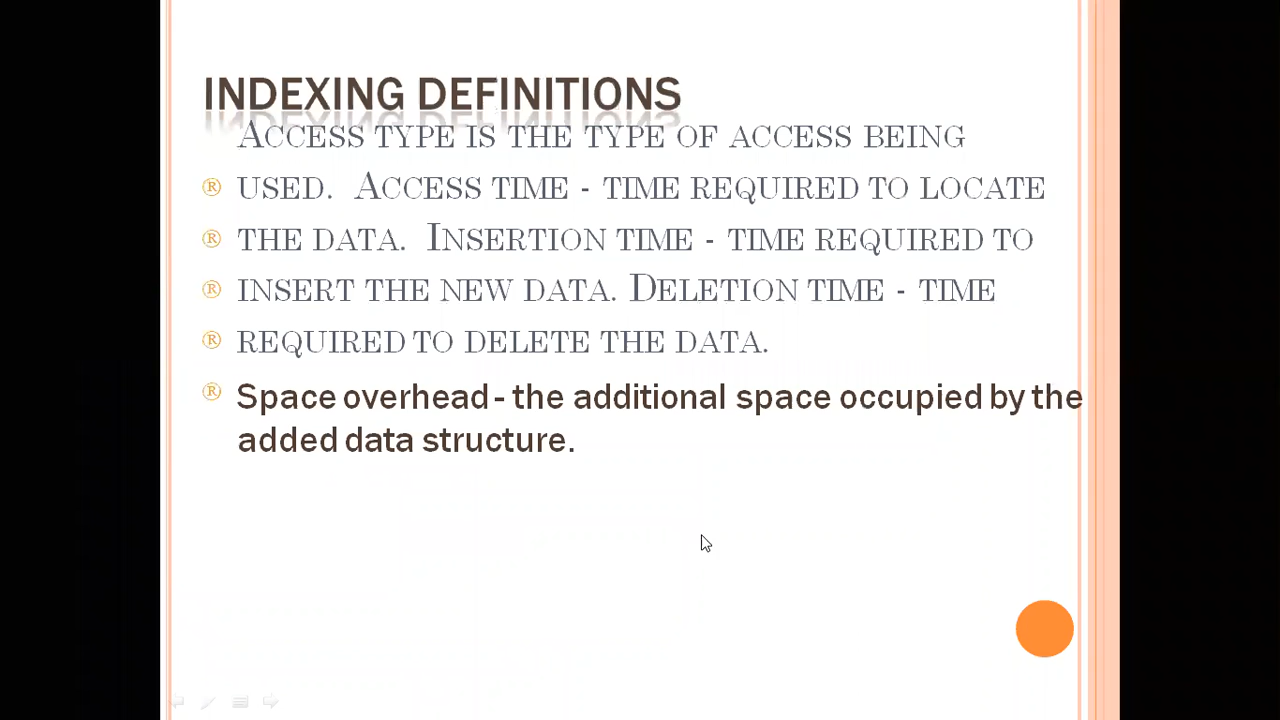 INDEXING DEFINITIONS
ACCESS TYPE IS THE TYPE OF ACCESS BEING
® USED. ACCESS TIME - TIME REQUIRED TO LOCATE
® THE DATA. INSERTION TIME - TIME REQUIRED TO
® INSERT THE NEW DATA. DELETION TIME - TIME
® REQUIRED TO DELETE THE DATA.
® Space overhead - the additional space occupied by the
added data structure.